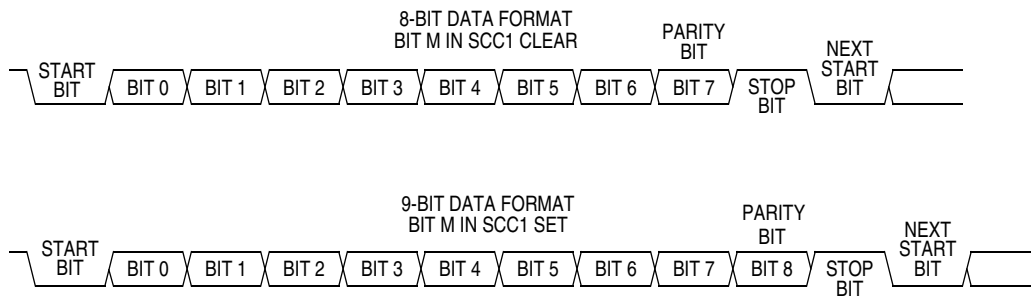 8-BIT DATA FORMAT
BIT M IN SCC1 CLEAR
PARITY
BIT
START
BIT
BIT 0
BIT 1
BIT 2
BIT 3
BIT 4
BIT 5
BIT 6
BIT 7
STOP
BIT
NEXT
START
BIT
9-BIT DATA FORMAT
BIT M IN SCC1 SET
PARITY
BIT
START
BIT
BIT 0
BIT 1
BIT 2
BIT 3
BIT 4
BIT 5
BIT 6
BIT 7
BIT 8
STOP
BIT
NEXT
START
BIT